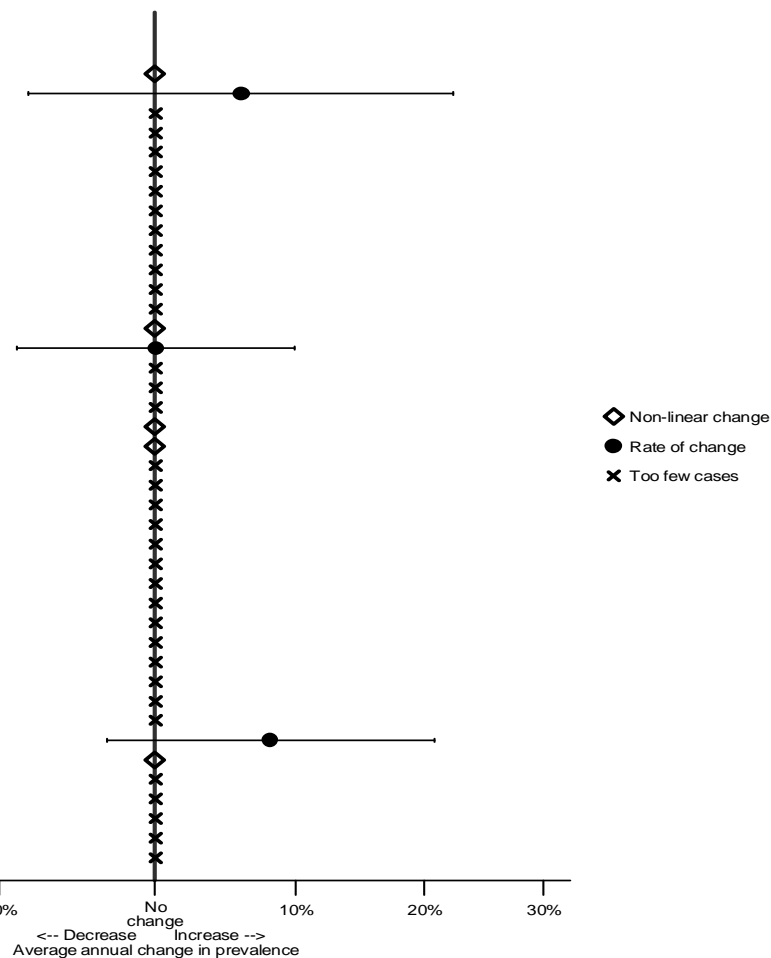 Non-linear change
Rate of change
Too few cases
0% No change 10% 20% 30%
<-- Decrease Increase -->
Average annual change in prevalence